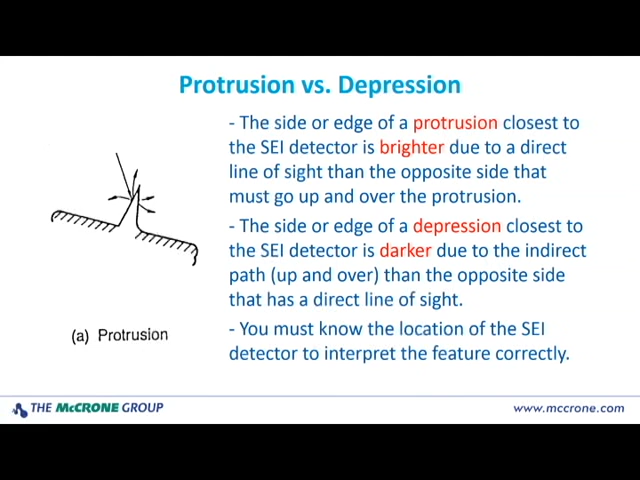 Protrusion vs. Depression
- The side or edge of a protrusion closest to
the SEI detector is brighter due to a direct
line of sight than the opposite side that
must go up and over the protrusion.
- The side or edge of a depression closest to
the SEI detector is darker due to the indirect
path (up and over) than the opposite side
that has a direct line of sight.
- You must know the location of the SEI
detector to interpret the feature correctly.
(a) Protrusion
THE McCRONE GROUP
www.mccrone.com